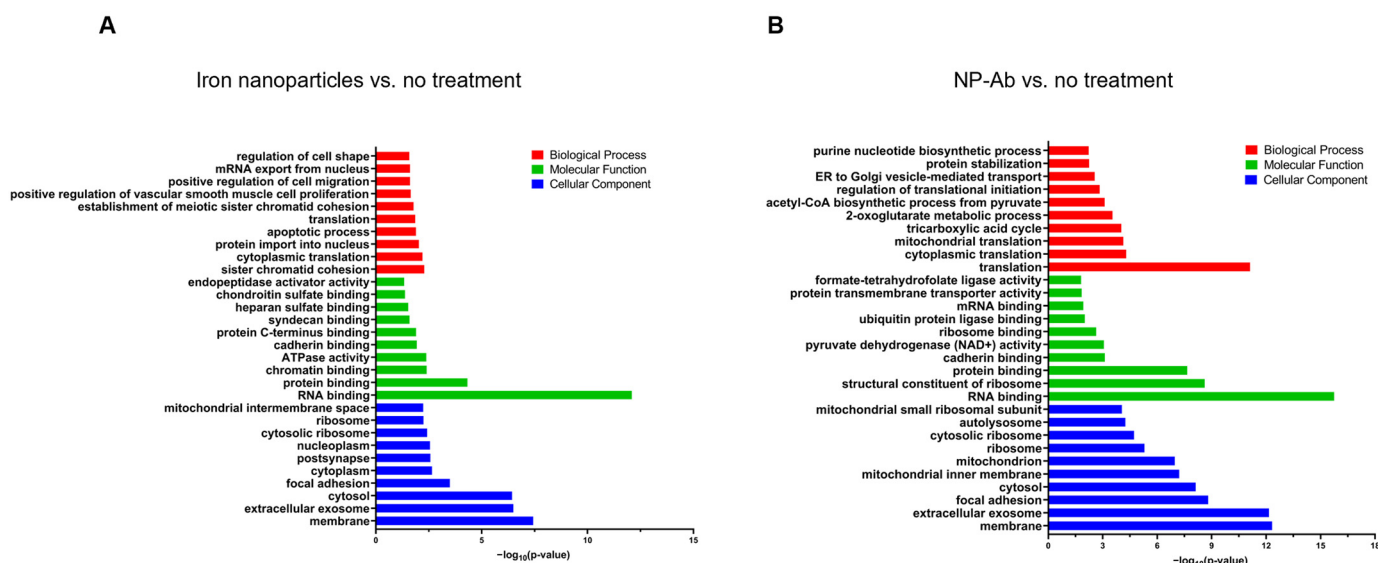 A
Iron nanoparticles vs. no treatment
Biological Process
Molecular Function
Cellular Component
regulation of cell shape
mRNA export from nucleus
positive regulation of cell migration
positive regulation of vascular smooth muscle cell proliferation
establishment of meiotic sister chromatid cohesion
translation
apoptotic process
protein import into nucleus
cytoplasmic translation
sister chromatid cohesion
endopeptidase activator activity
chondroitin sulfate binding
heparan sulfate binding
syndecan binding
protein C-terminus binding
cadherin binding
ATPase activity
chromatin binding
protein binding
RNA binding
mitochondrial intermembrane space
ribosome
cytosolic ribosome
nucleoplasm
postsynapse
cytoplasm
focal adhesion
cytosol
extracellular exosome
membrane
0 5 10 15
−log10(p-value)
B
NP-Ab vs. no treatment
Biological Process
Molecular Function
Cellular Component
purine nucleotide biosynthetic process
protein stabilization
ER to Golgi vesicle-mediated transport
regulation of translational initiation
acetyl-CoA biosynthetic process from pyruvate
2-oxoglutarate metabolic process
tricarboxylic acid cycle
mitochondrial translation
cytoplasmic translation
translation
formate-tetrahydrofolate ligase activity
protein transmembrane transporter activity
mRNA binding
ubiquitin protein ligase binding
ribosome binding
pyruvate dehydrogenase (NAD+) activity
cadherin binding
protein binding
structural constituent of ribosome
RNA binding
mitochondrial small ribosomal subunit
autolysosome
cytosolic ribosome
ribosome
mitochondrion
mitochondrial inner membrane
cytosol
focal adhesion
extracellular exosome
membrane
0 3 6 9 12 15 18
−log10(p-value)